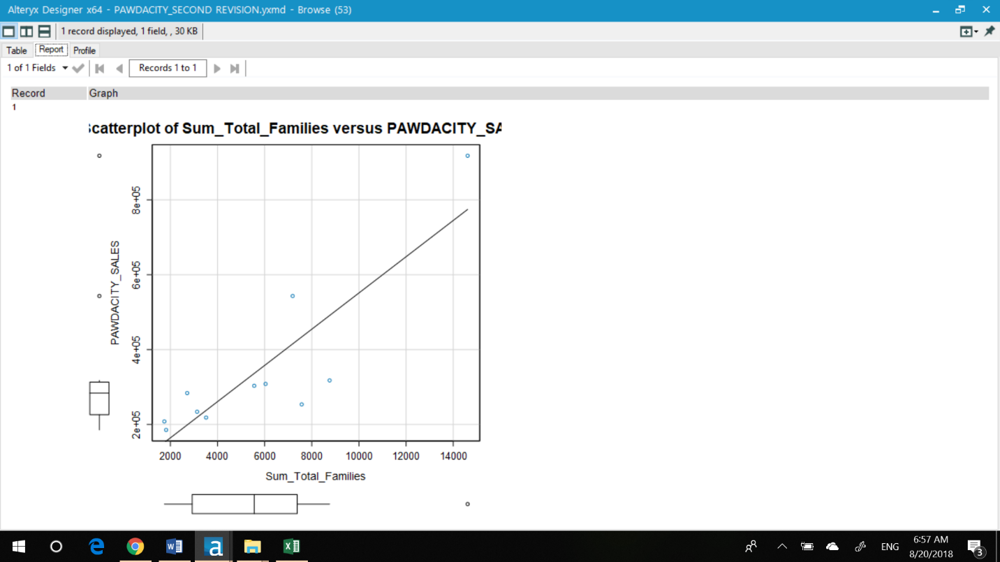 Alteryx Designer x64 - PAWDACITY_SECOND REVISION.yxmd - Browse (53)
1 record displayed, 1 field, , 30 KB
Table Report Profile
1 of 1 Fields Records 1 to 1
Record Graph
1
catterplot of Sum_Total_Families versus PAWDACITY_SA
8e+05
6e+05
4e+05
2e+05
PAWDACITY_SALES
2000 4000 6000 8000 10000 12000 14000
Sum_Total_Families
ENG
6:57 AM
8/20/2018
3